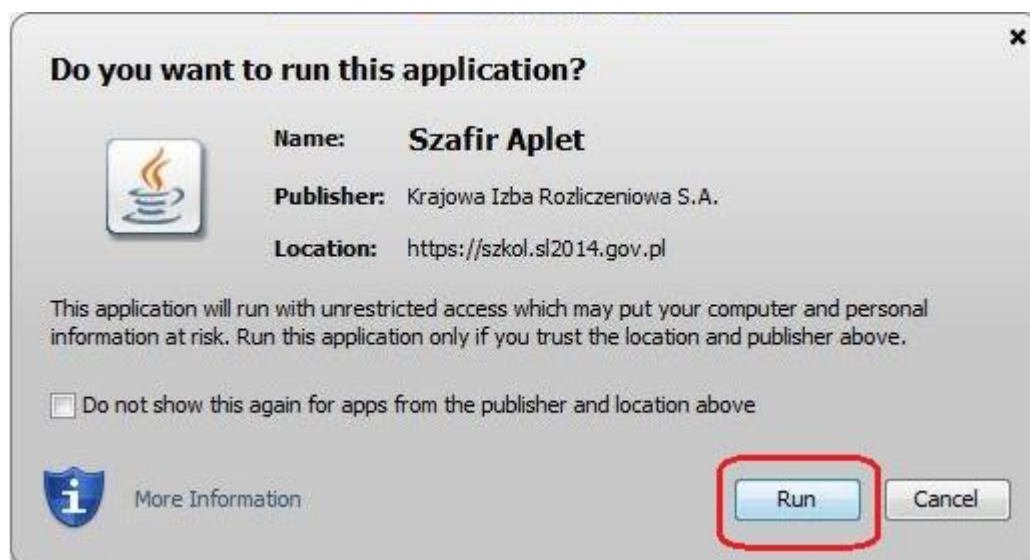 Do you want to run this application?
Name: Szafir Aplet
Publisher: Krajowa Izba Rozliczeniowa S.A.
Location: https://szkol.sl2014.gov.pl
This application will run with unrestricted access which may put your computer and personal
information at risk. Run this application only if you trust the location and publisher above.
Do not show this again for apps from the publisher and location above
More Information
Run
Cancel